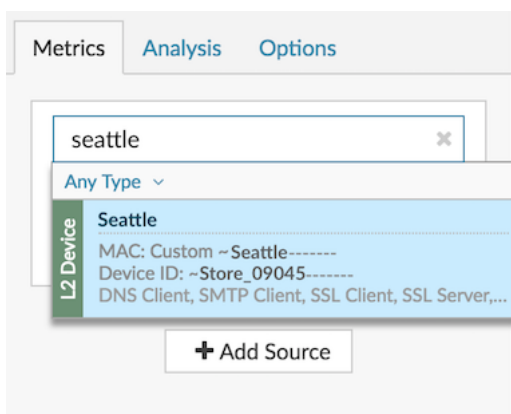 Metrics Analysis Options
seattle
Any Type
L2 Device
Seattle
MAC: Custom ~Seattle-------
Device ID: ~Store_09045-------
DNS Client, SMTP Client, SSL Client, SSL Server,...
+ Add Source